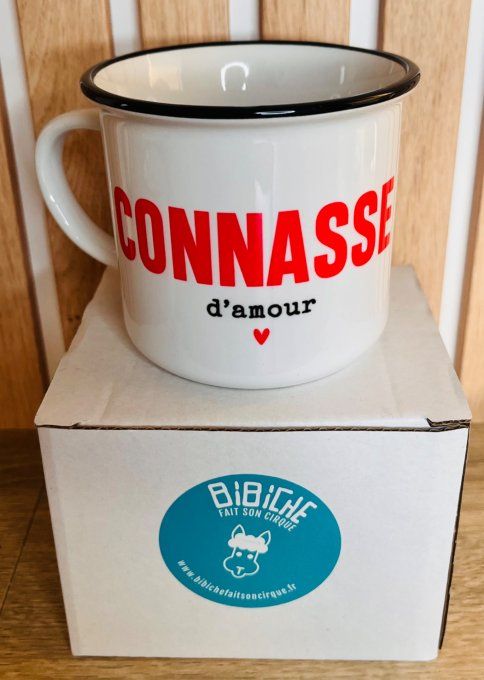 CONNASSE
d'amour
BiBiCHE
FAIT SON CIRQUE
www.bibichefaitsoncirque.fr